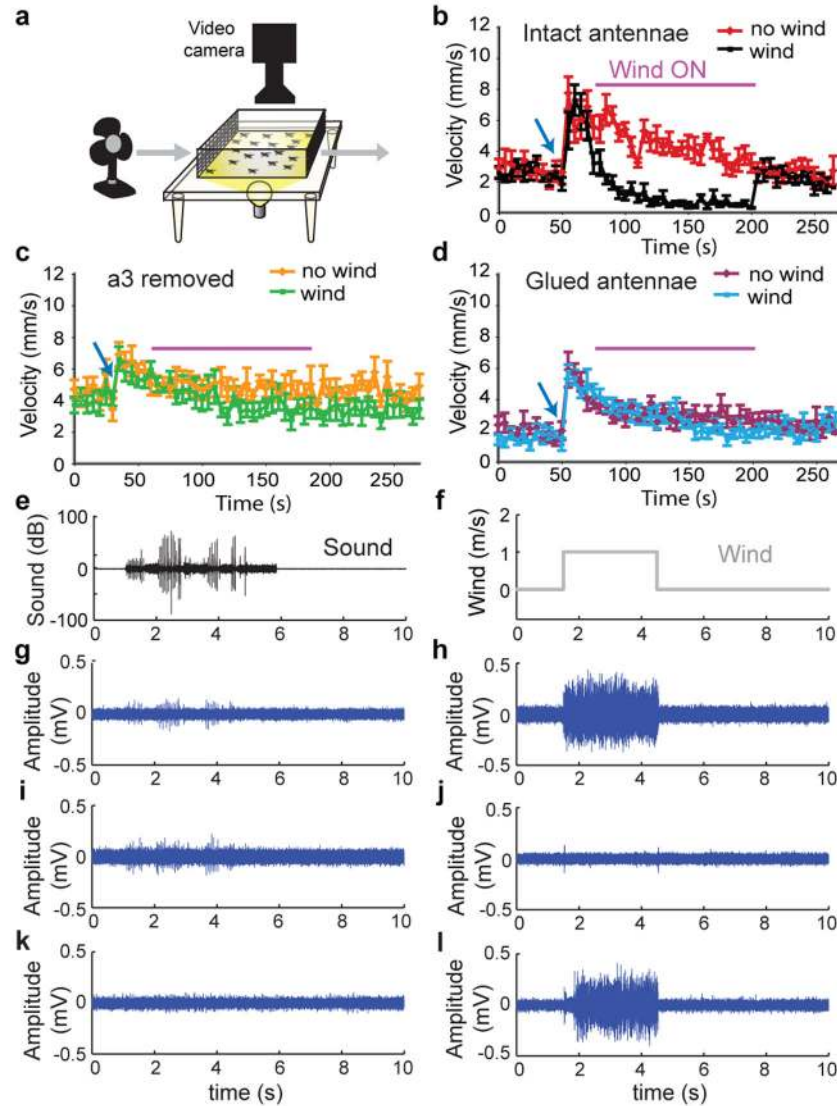 a
Video
camera
b
Intact antennae
no wind
wind
Wind ON
Velocity (mm/s)
12
10
8
6
4
2
0
0 50 100 150 200 250
Time (s)
c
a3 removed
no wind
wind
Velocity (mm/s)
12
10
8
6
4
2
0
0 50 100 150 200 250
Time (s)
d
Glued antennae
no wind
wind
Velocity (mm/s)
12
10
8
6
4
2
0
0 50 100 150 200 250
Time (s)
e
Sound
Sound (dB)
100
0
-100
0 2 4 6 8 10
f
Wind
Wind (m/s)
2
1
0
0 2 4 6 8 10
g
Amplitude
(mV)
0.5
0
-0.5
0 2 4 6 8 10
h
Amplitude
(mV)
0.5
0
-0.5
0 2 4 6 8 10
i
Amplitude
(mV)
0.5
0
-0.5
0 2 4 6 8 10
j
Amplitude
(mV)
0.5
0
-0.5
0 2 4 6 8 10
k
Amplitude
(mV)
0.5
0
-0.5
0 2 4 6 8 10
time (s)
l
Amplitude
(mV)
0.5
0
-0.5
0 2 4 6 8 10
time (s)